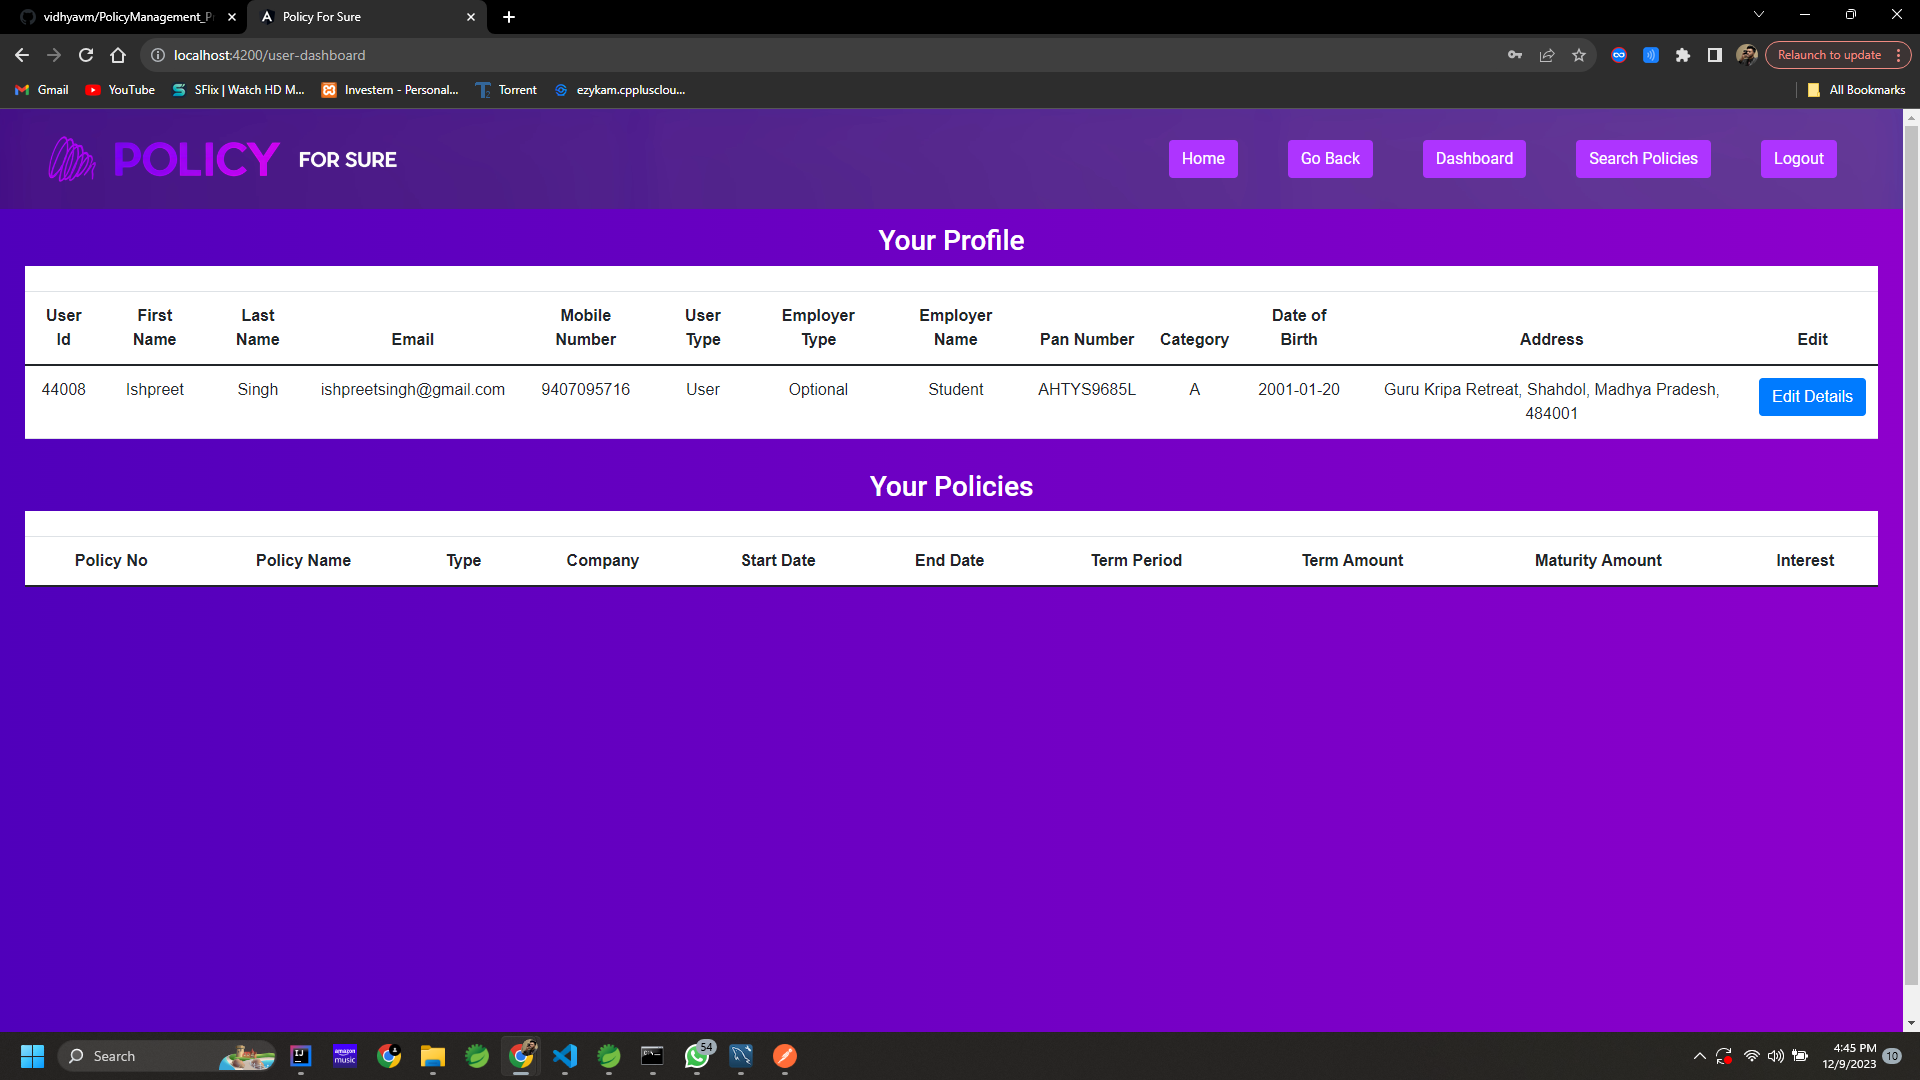 vidhyavm/PolicyManagement_P
Policy For Sure
localhost:4200/user-dashboard
Relaunch to update
Gmail
YouTube
SFlix | Watch HD M...
Investern - Personal...
Torrent
ezykam.cppluscloud...
All Bookmarks
POLICY FOR SURE
Home
Go Back
Dashboard
Search Policies
Logout
Your Profile
User Id
First Name
Last Name
Email
Mobile Number
User Type
Employer Type
Employer Name
Pan Number
Category
Date of Birth
Address
Edit
44008
Ishpreet
Singh
ishpreetsingh@gmail.com
9407095716
User
Optional
Student
AHTYS9685L
A
2001-01-20
Guru Kripa Retreat, Shahdol, Madhya Pradesh,
484001
Edit Details
Your Policies
Policy No
Policy Name
Type
Company
Start Date
End Date
Term Period
Term Amount
Maturity Amount
Interest
Search
IJ
amazon music
54
4:45 PM
12/9/2023
10